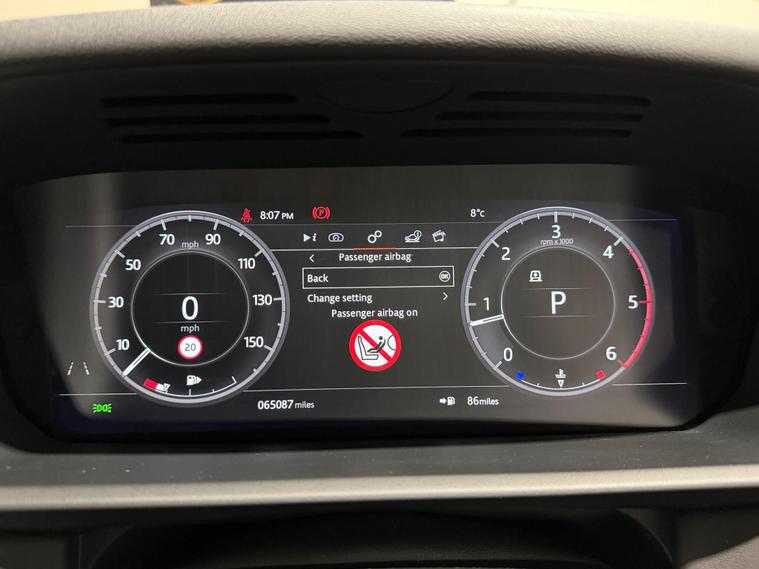 8:07 PM
P
8°c
i
Passenger airbag
Back OK
Change setting
Passenger airbag on
10
30
50
70
90
110
130
150
mph
0
mph
20
0
1
2
3
4
5
6
rpm x 1000
P
065087 miles
86 miles